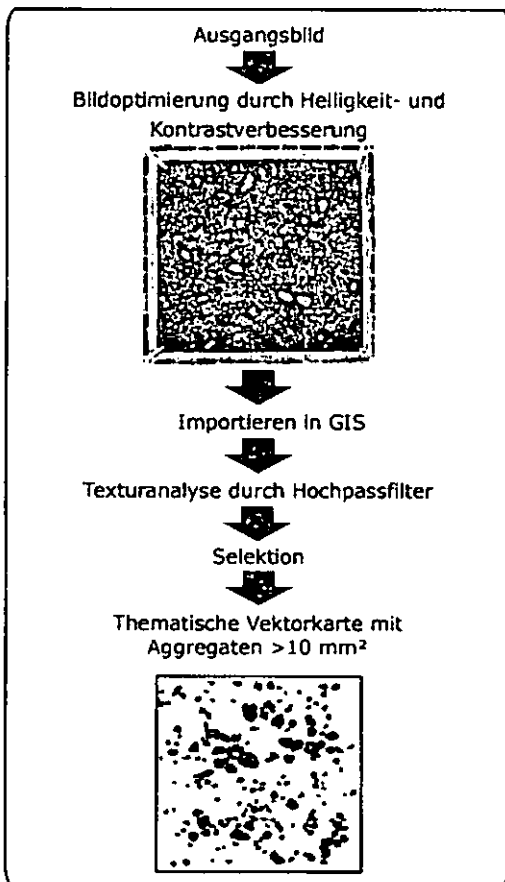 Ausgangsbild
Bildoptimierung durch Helligkeit- und
Kontrastverbesserung
Importieren in GIS
Texturanalyse durch Hochpassfilter
Selektion
Thematische Vektorkarte mit
Aggregaten >10 mm²